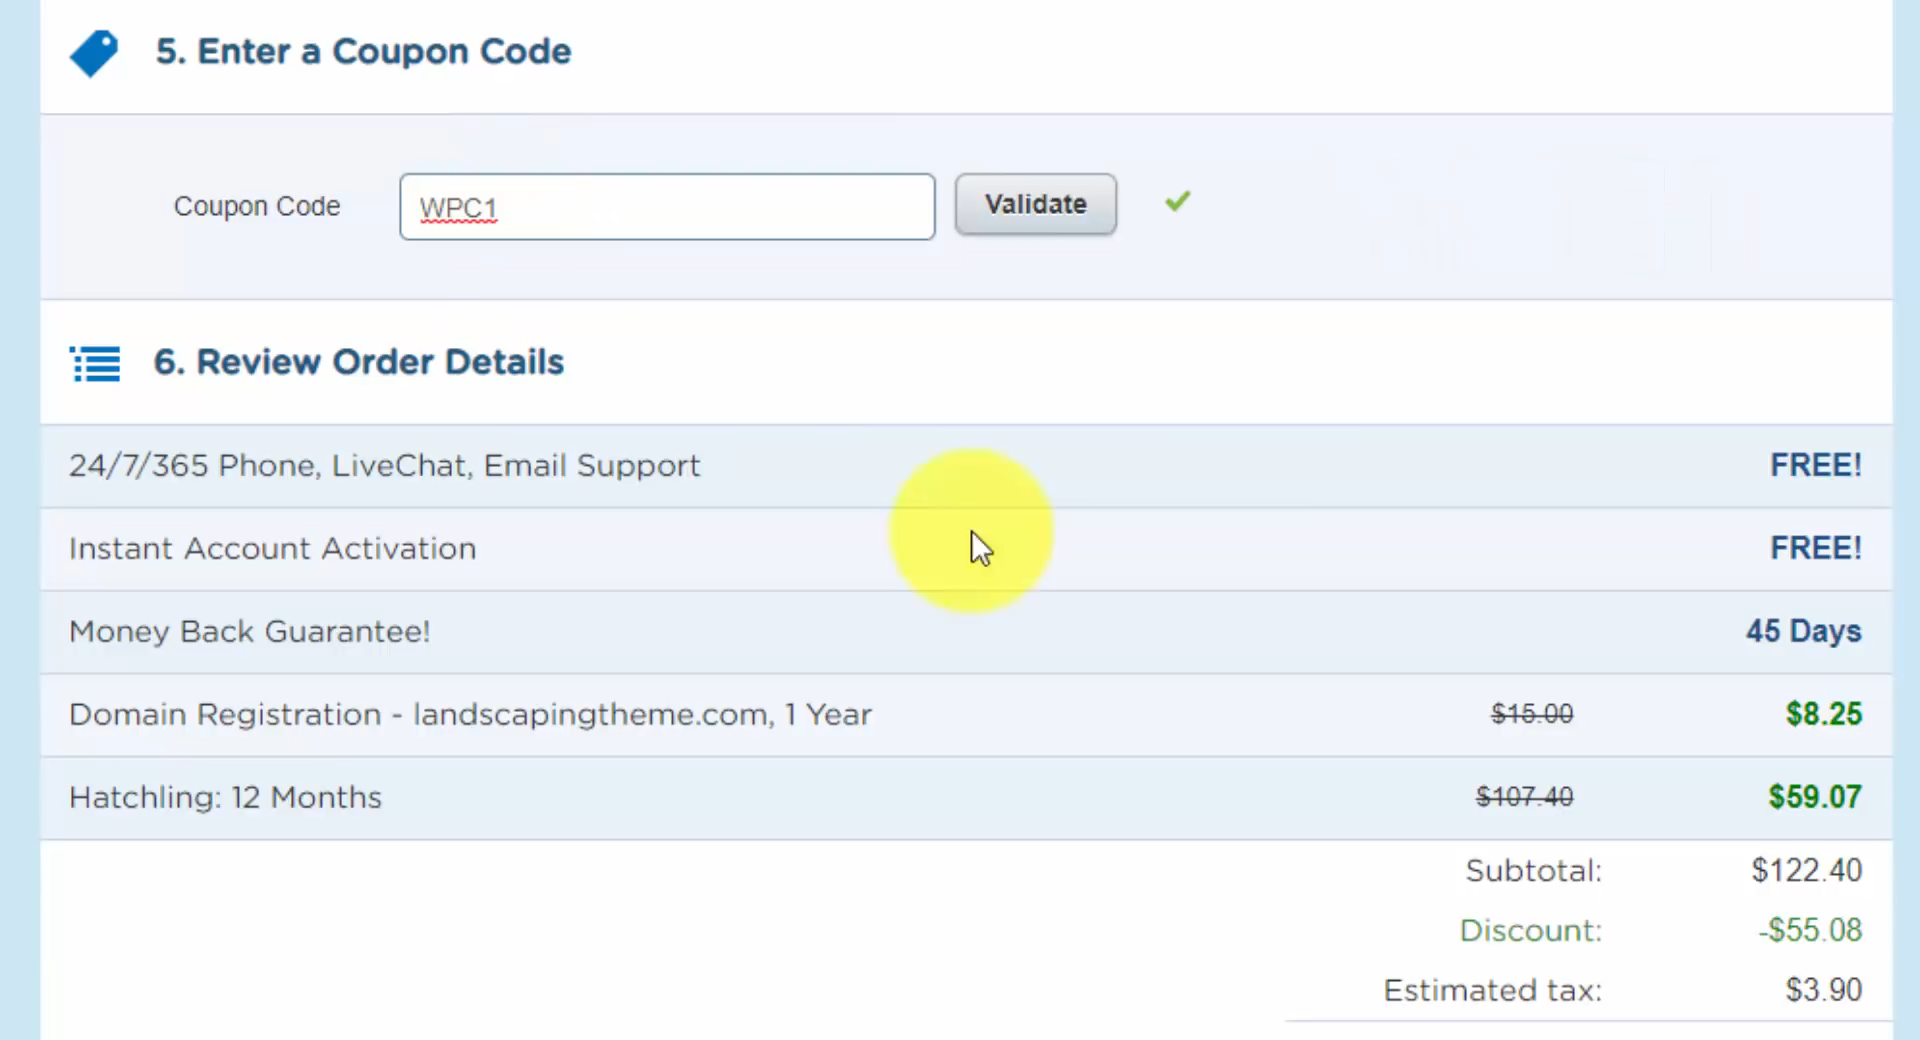 5. Enter a Coupon Code
Coupon Code WPC1 Validate
6. Review Order Details
24/7/365 Phone, LiveChat, Email Support FREE!
Instant Account Activation FREE!
Money Back Guarantee! 45 Days
Domain Registration - landscapingtheme.com, 1 Year $15.00 $8.25
Hatchling: 12 Months $107.40 $59.07
Subtotal: $122.40
Discount: -$55.08
Estimated tax: $3.90